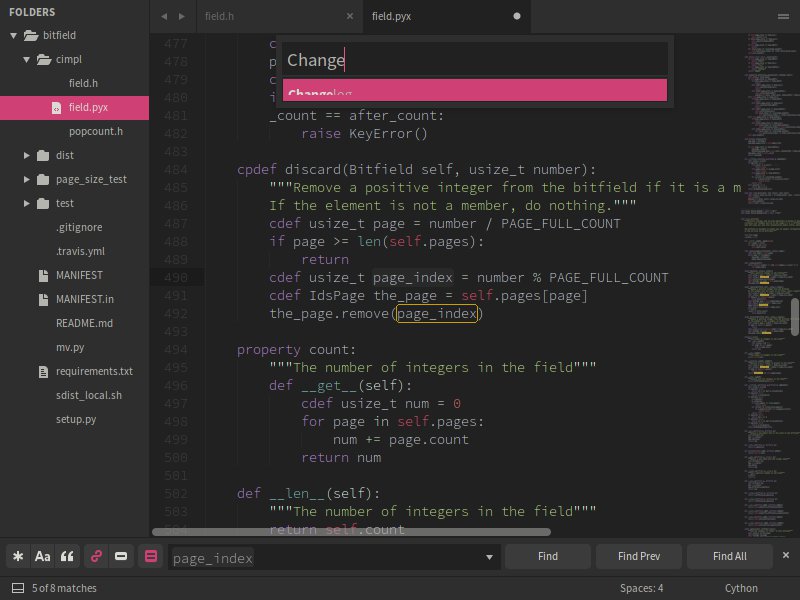 FOLDERS
bitfield
cimpl
field.h
field.pyx
popcount.h
dist
page_size_test
test
.gitignore
.travis.yml
MANIFEST
MANIFEST.in
README.md
mv.py
requirements.txt
sdist_local.sh
setup.py
field.h ×
field.pyx
Change
Changelog
477 c
478 p
479 c
480 i
481 _count == after_count:
482 raise KeyError()
483
484 cpdef discard(Bitfield self, usize_t number):
485 """Remove a positive integer from the bitfield if it is a m
486 If the element is not a member, do nothing."""
487 cdef usize_t page = number / PAGE_FULL_COUNT
488 if page >= len(self.pages):
489 return
490 cdef usize_t page_index = number % PAGE_FULL_COUNT
491 cdef IdsPage the_page = self.pages[page]
492 the_page.remove(page_index)
493
494 property count:
495 """The number of integers in the field"""
496 def __get__(self):
497 cdef usize_t num = 0
498 for page in self.pages:
499 num += page.count
500 return num
501
502 def __len__(self):
503 """The number of integers in the field"""
504 return self.count
Aa page_index Find Find Prev Find All ×
5 of 8 matches Spaces: 4 Cython